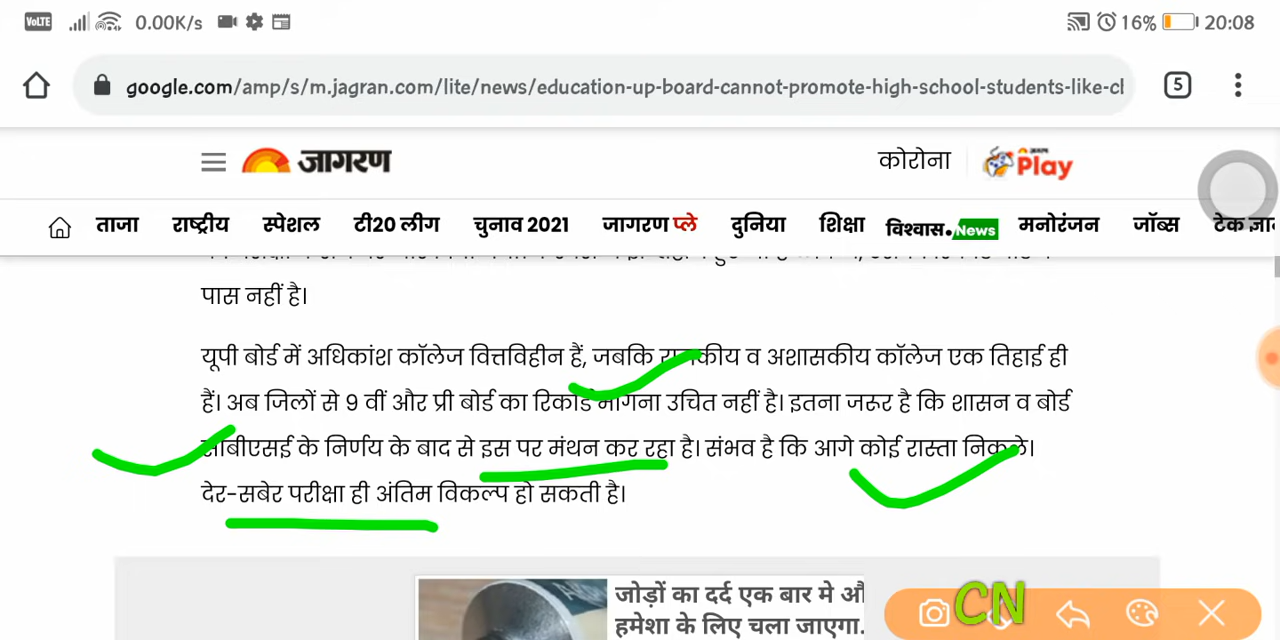 VoLTE 0.00K/s 16% 20:08
google.com/amp/s/m.jagran.com/lite/news/education-up-board-cannot-promote-high-school-students-like-cl 5
जागरण कोरोना जागरण Play
ताजा राष्ट्रीय स्पेशल टी20 लीग चुनाव 2021 जागरण प्ले दुनिया शिक्षा विश्वास.News मनोरंजन जॉब्स टेक ज्ञान
पास नहीं है।
यूपी बोर्ड में अधिकांश कॉलेज वित्तविहीन हैं, जबकि राजकीय व अशासकीय कॉलेज एक तिहाई ही
हैं। अब जिलों से 9 वीं और प्री बोर्ड का रिकार्ड मांगना उचित नहीं है। इतना जरूर है कि शासन व बोर्ड
सीबीएसई के निर्णय के बाद से इस पर मंथन कर रहा है। संभव है कि आगे कोई रास्ता निकले।
देर-सबेर परीक्षा ही अंतिम विकल्प हो सकती है।
जोड़ों का दर्द एक बार मे औ
हमेशा के लिए चला जाएगा.
CN